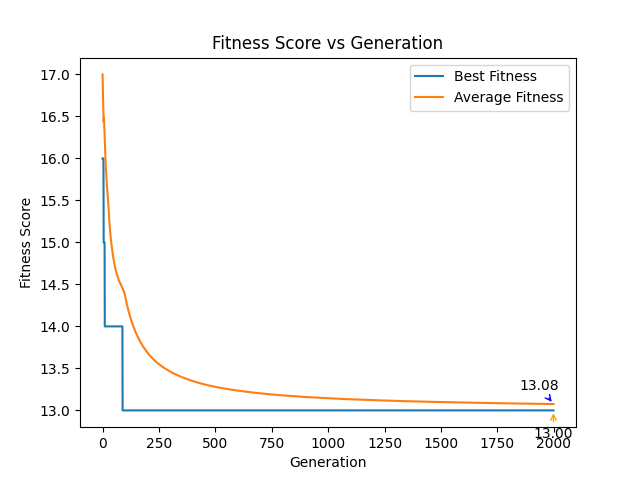 Fitness Score vs Generation
Best Fitness
Average Fitness
17.0
16.5
16.0
15.5
15.0
14.5
14.0
13.5
13.0
Fitness Score
13.08
13.00
0 250 500 750 1000 1250 1500 1750 2000
Generation